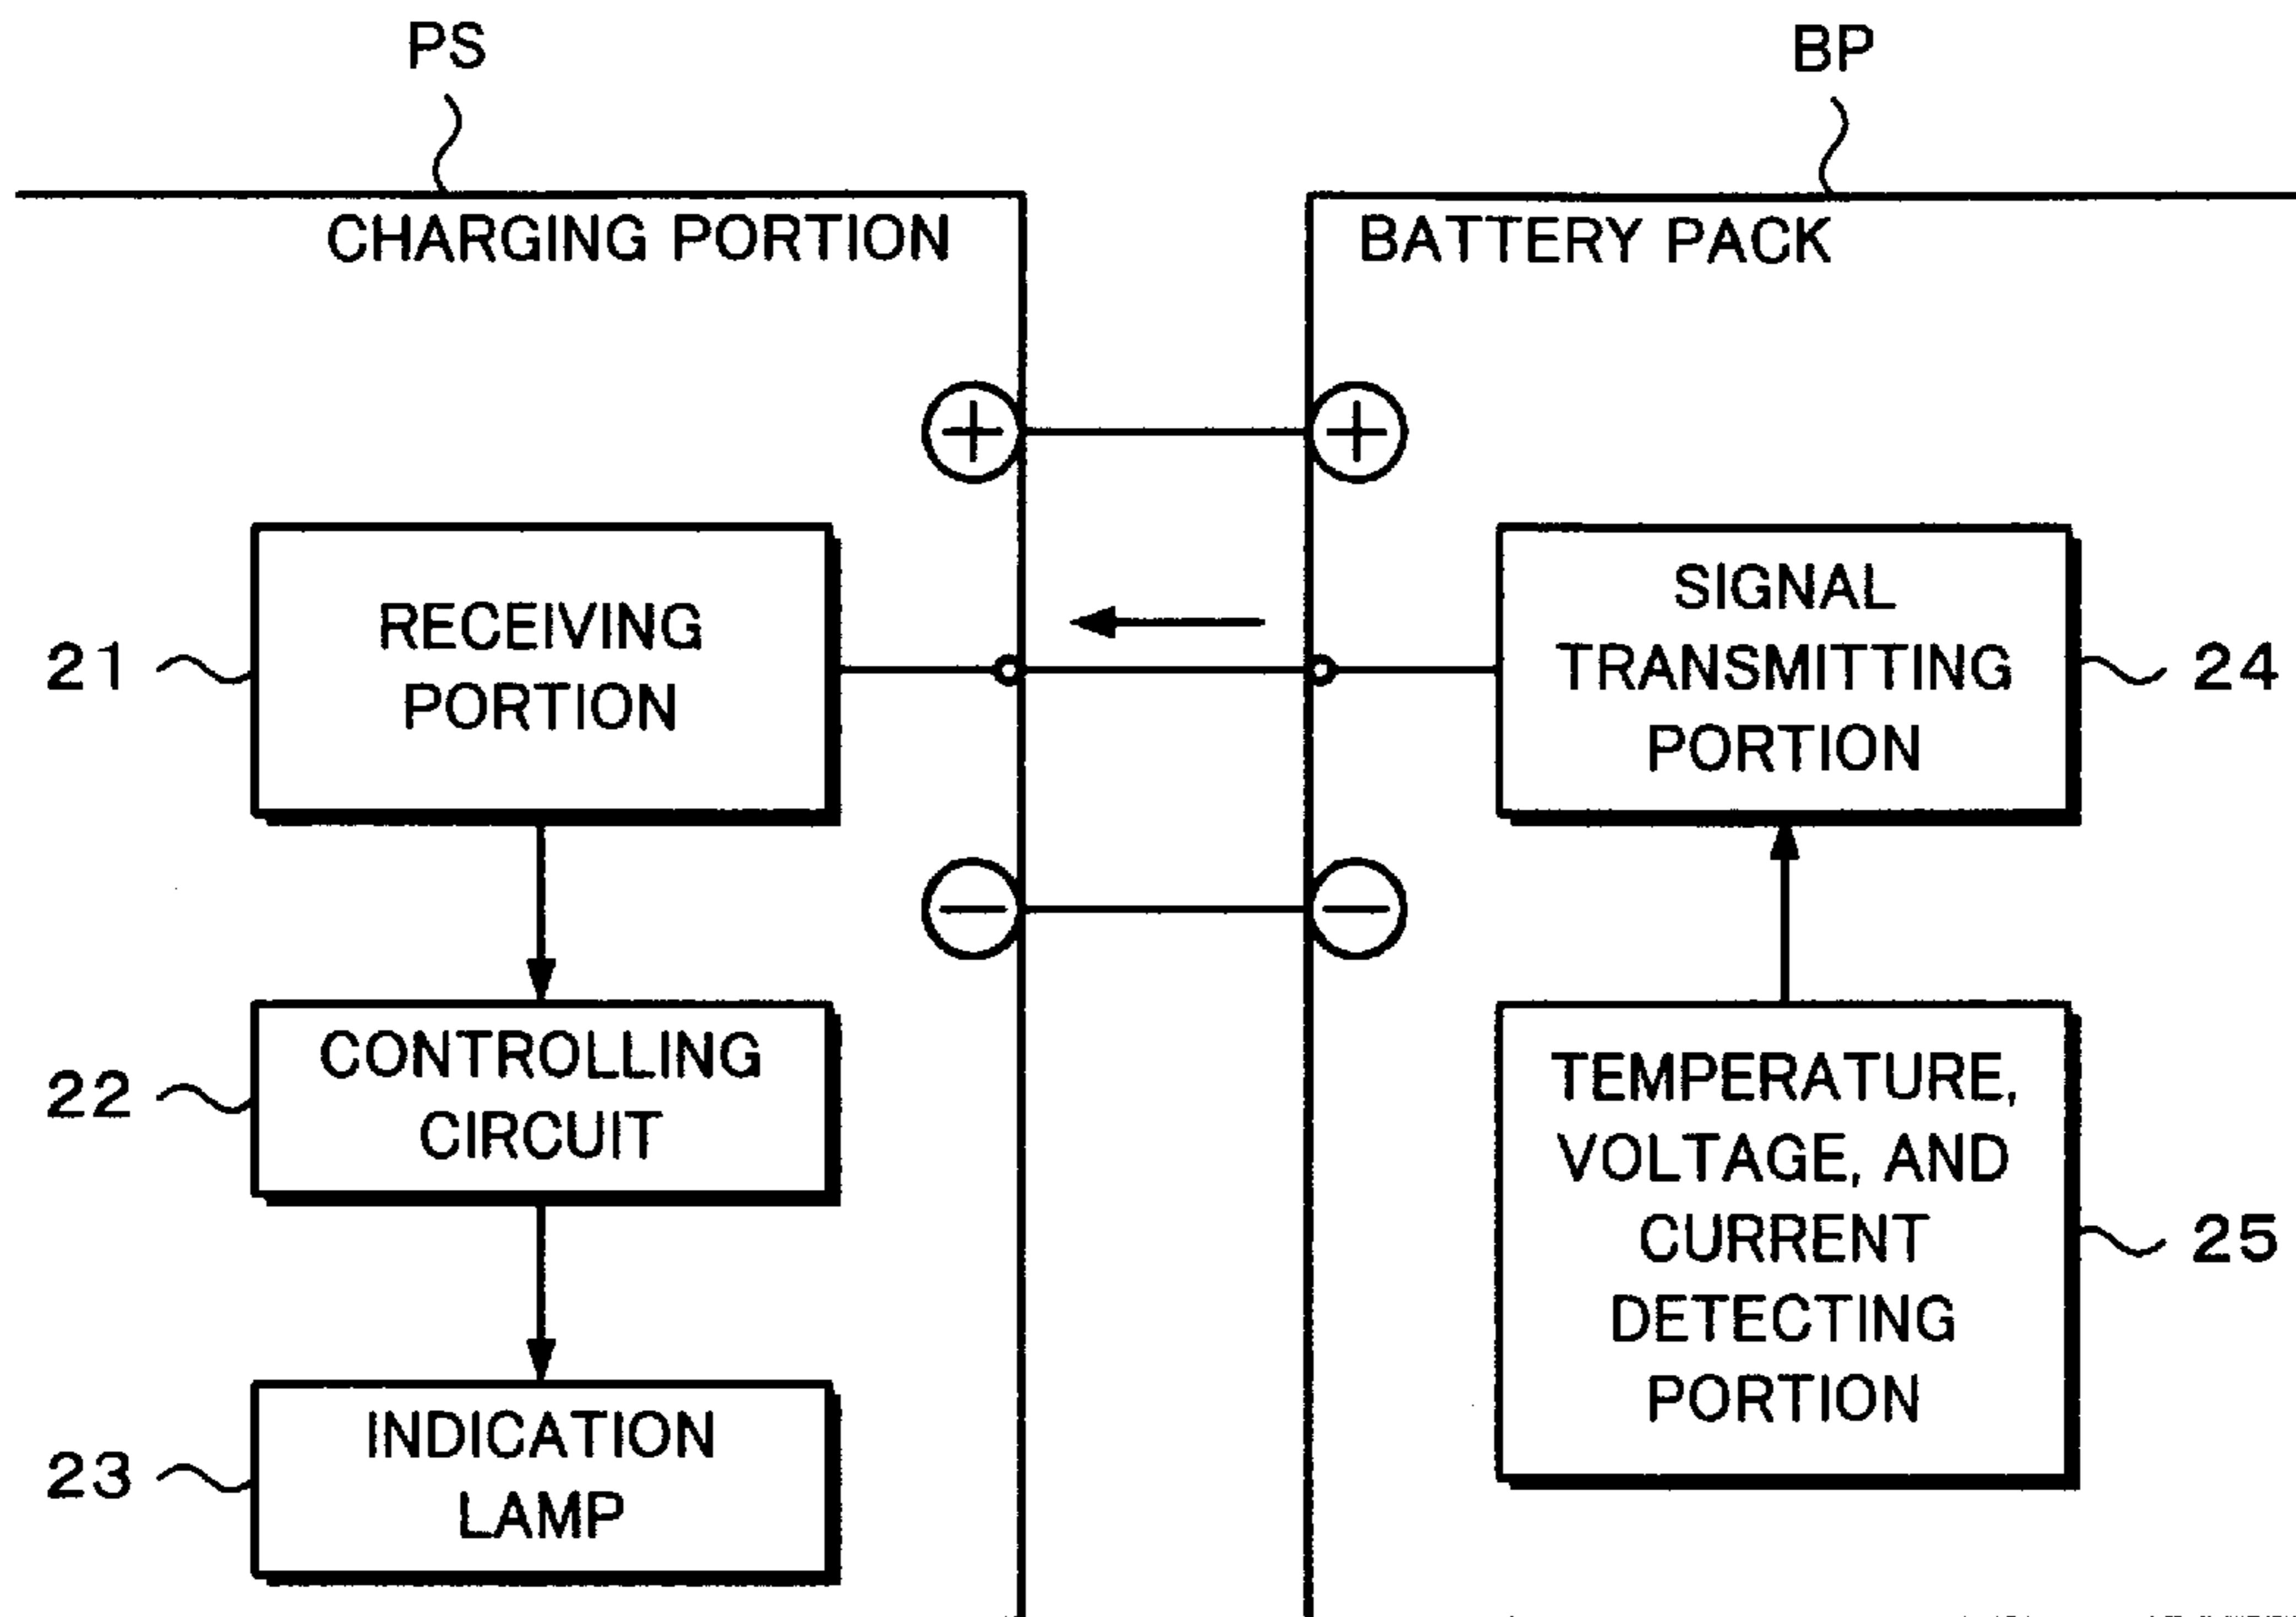 PS
BP
CHARGING PORTION
BATTERY PACK
+
+
21
RECEIVING
PORTION
SIGNAL
TRANSMITTING
PORTION
24
−
−
22
CONTROLLING
CIRCUIT
TEMPERATURE,
VOLTAGE, AND
CURRENT
DETECTING
PORTION
25
23
INDICATION
LAMP